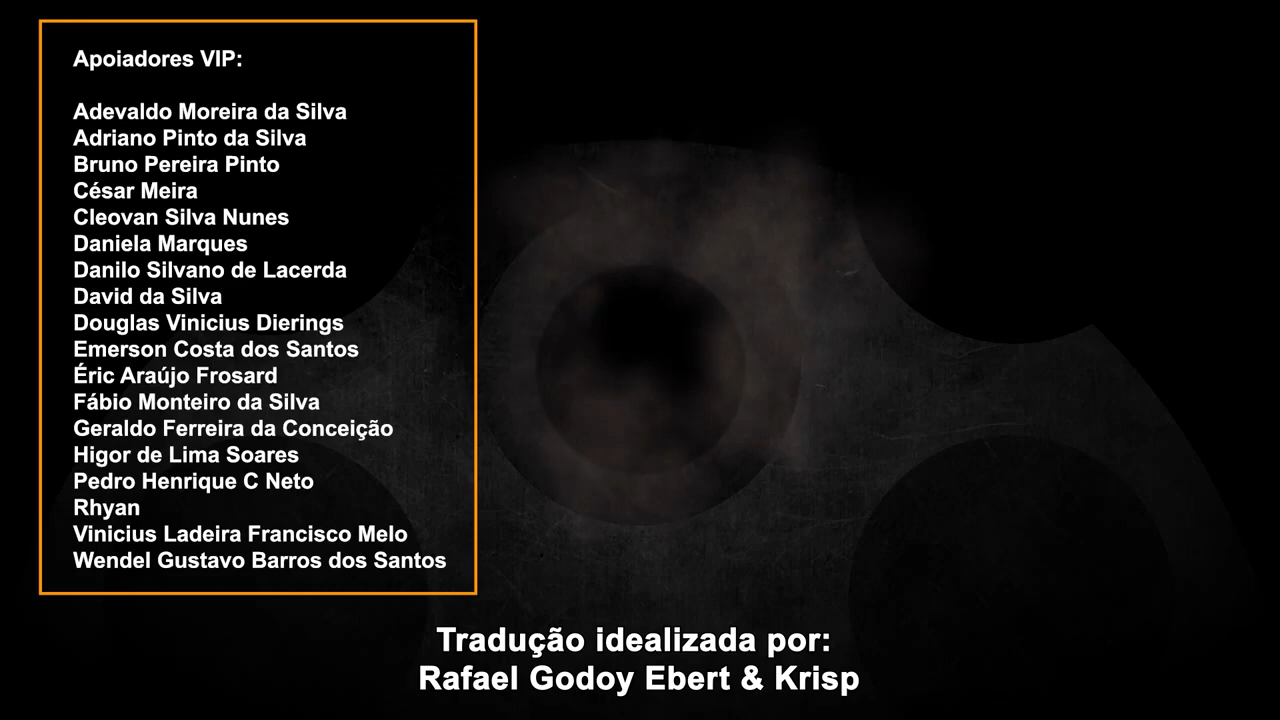 Apoiadores VIP:
Adevaldo Moreira da Silva
Adriano Pinto da Silva
Bruno Pereira Pinto
César Meira
Cleovan Silva Nunes
Daniela Marques
Danilo Silvano de Lacerda
David da Silva
Douglas Vinicius Dierings
Emerson Costa dos Santos
Éric Araújo Frosard
Fábio Monteiro da Silva
Geraldo Ferreira da Conceição
Higor de Lima Soares
Pedro Henrique C Neto
Rhyan
Vinicius Ladeira Francisco Melo
Wendel Gustavo Barros dos Santos
Tradução idealizada por:
Rafael Godoy Ebert & Krisp